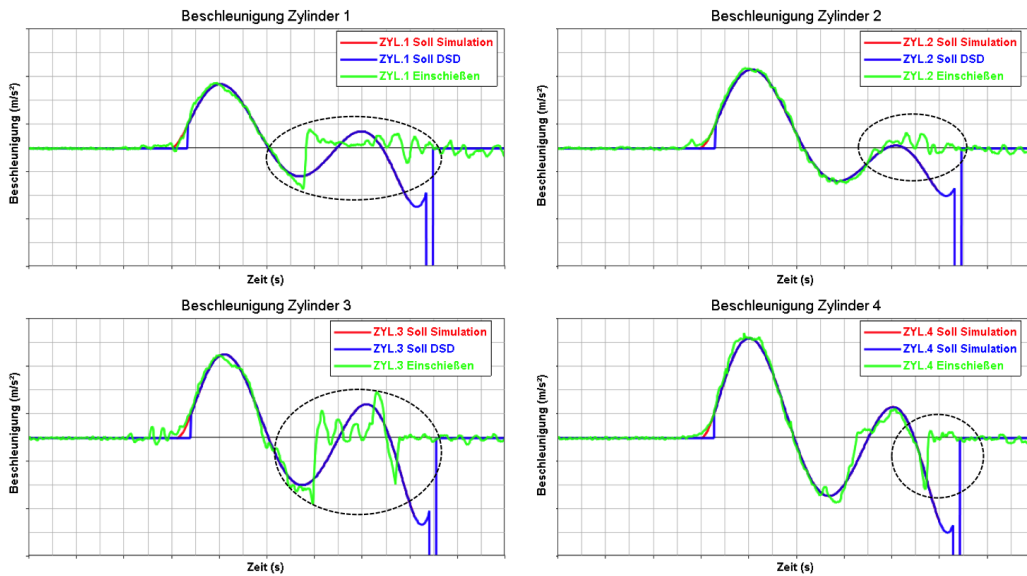 Beschleunigung Zylinder 1
ZYL.1 Soll Simulation
ZYL.1 Soll DSD
ZYL.1 Einschießen
Beschleunigung (m/s²)
Zeit (s)
Beschleunigung Zylinder 2
ZYL.2 Soll Simulation
ZYL.2 Soll DSD
ZYL.2 Einschießen
Beschleunigung (m/s²)
Zeit (s)
Beschleunigung Zylinder 3
ZYL.3 Soll Simulation
ZYL.3 Soll DSD
ZYL.3 Einschießen
Beschleunigung (m/s²)
Zeit (s)
Beschleunigung Zylinder 4
ZYL.4 Soll Simulation
ZYL.4 Soll Simulation
ZYL.4 Einschießen
Beschleunigung (m/s²)
Zeit (s)